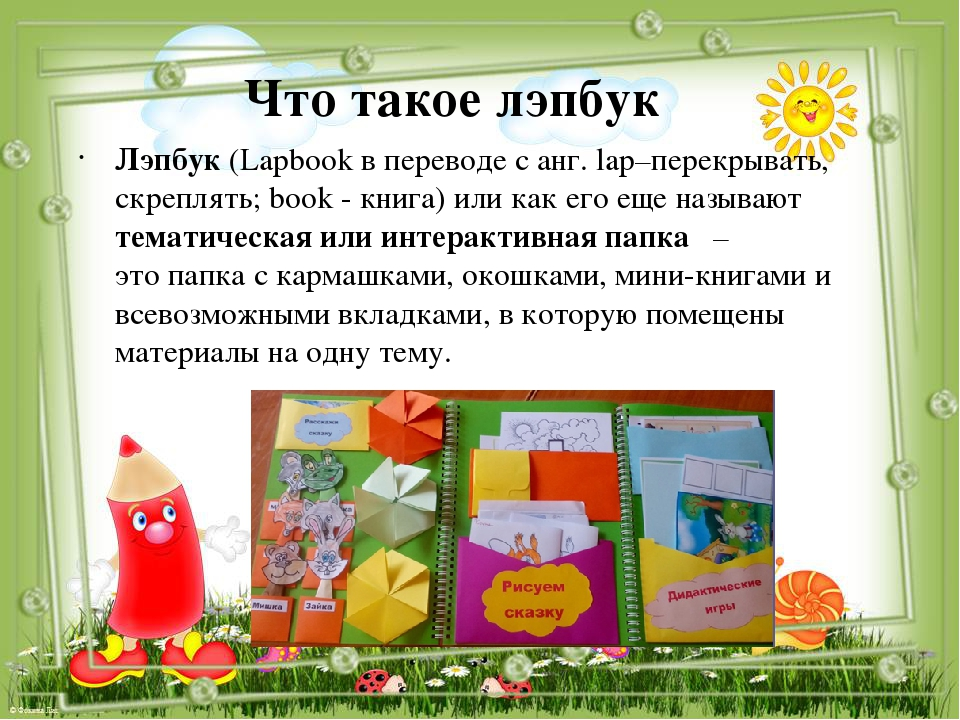 Что такое лэпбук
· Лэпбук (Lapbook в переводе с анг. lap–перекрывать,
скреплять; book - книга) или как его еще называют
тематическая или интерактивная папка –
это папка с кармашками, окошками, мини-книгами и
всевозможными вкладками, в которую помещены
материалы на одну тему.
Расскажи
сказку
Мишка
Зайка
Рисуем
сказку
Дидактические
игры